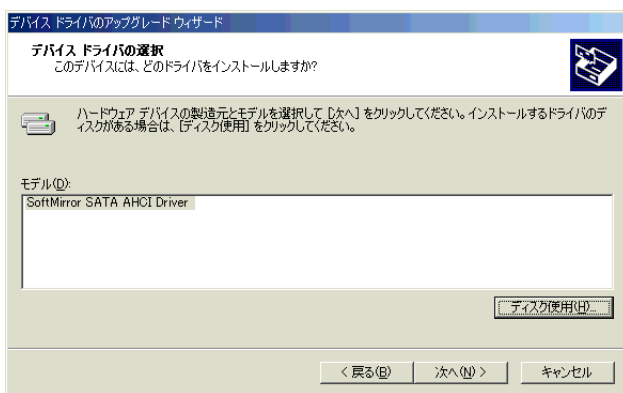 デバイス ドライバのアップグレード ウィザード
デバイス ドライバの選択
このデバイスには、どのドライバをインストールしますか?
ハードウェア デバイスの製造元とモデルを選択して [次へ] をクリックしてください。インストールするドライバのデ
ィスクがある場合は、[ディスク使用] をクリックしてください。
モデル(D):
SoftMirror SATA AHCI Driver
ディスク使用(H)...
< 戻る(B)
次へ(N) >
キャンセル